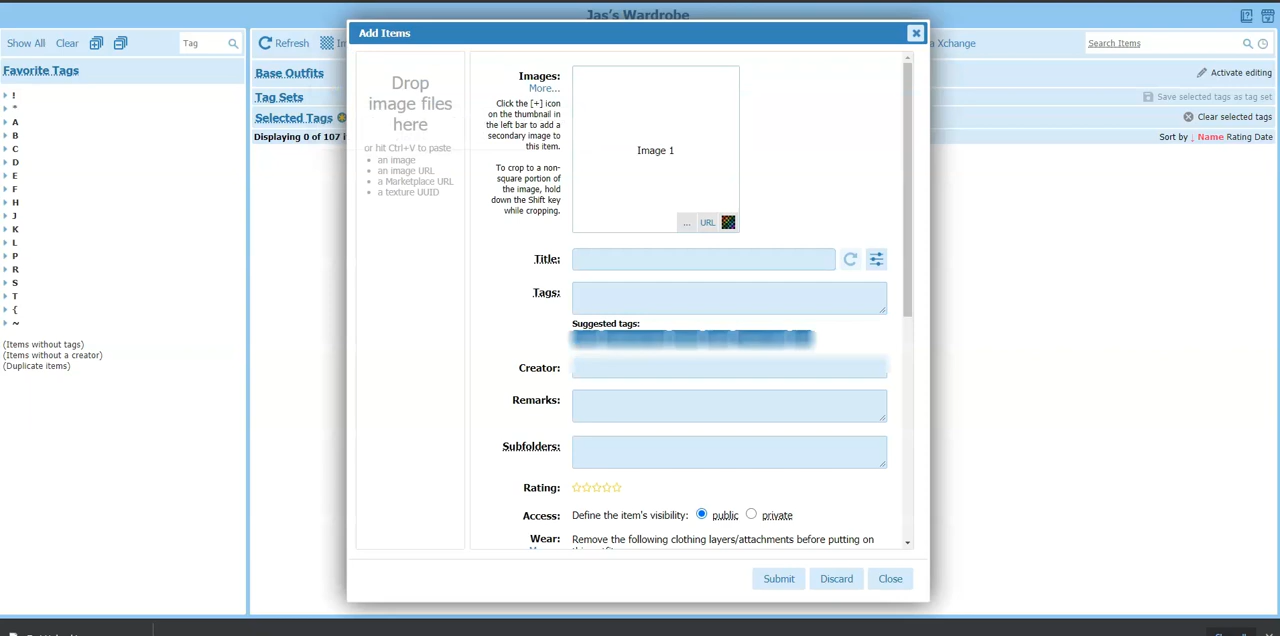 Jas's Wardrobe
Show All Clear Tag
Favorite Tags
!
*
A
B
C
D
E
F
H
J
K
L
P
R
S
T
{
~
(Items without tags)
(Items without a creator)
(Duplicate items)
Refresh
Base Outfits
Tag Sets
Selected Tags
Displaying 0 of 107
Add Items
Drop
image files
here
or hit Ctrl+V to paste
an image
an image URL
a Marketplace URL
a texture UUID
Images:
More...
Click the [+] icon
on the thumbnail in
the left bar to add a
secondary image to
this item.
To crop to a non-
square portion of
the image, hold
down the Shift key
while cropping.
Image 1
... URL
Title:
Tags:
Suggested tags:
Creator:
Remarks:
Subfolders:
Rating:
Access: Define the item's visibility: public private
Wear: Remove the following clothing layers/attachments before putting on
Submit Discard Close
Xchange
Search Items
Activate editing
Save selected tags as tag set
Clear selected tags
Sort by ↓ Name Rating Date